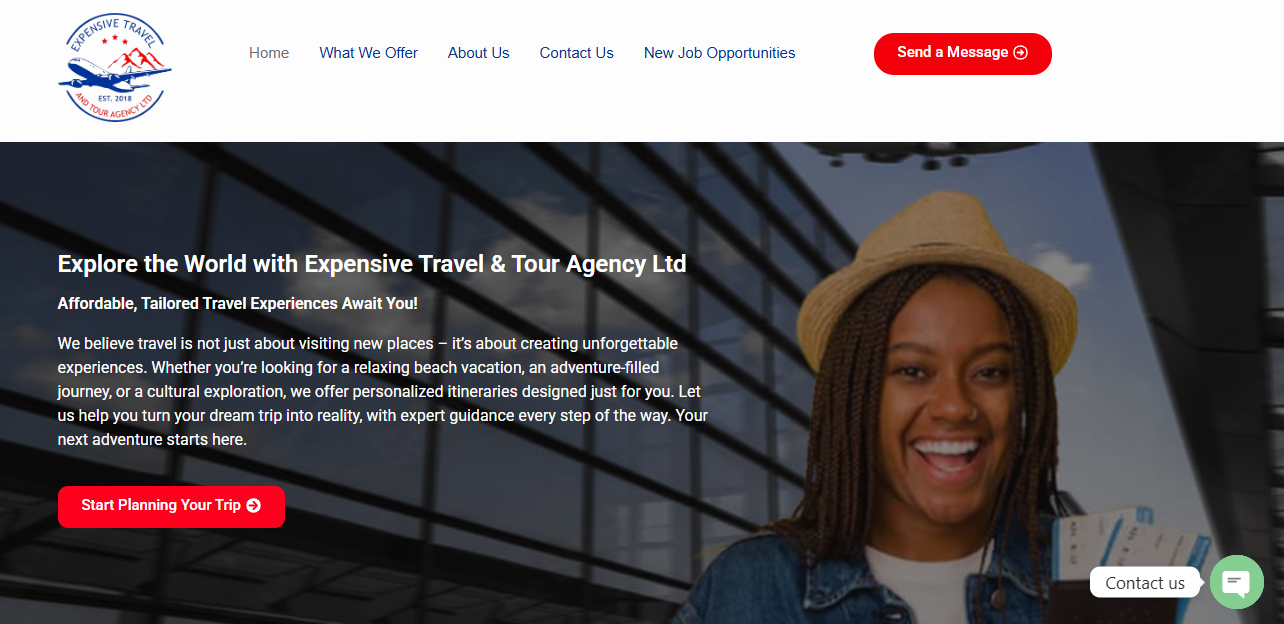 EXPENSIVE TRAVEL
EST. 2018
AND TOUR AGENCY LTD
Home
What We Offer
About Us
Contact Us
New Job Opportunities
Send a Message
Explore the World with Expensive Travel & Tour Agency Ltd
Affordable, Tailored Travel Experiences Await You!
We believe travel is not just about visiting new places – it’s about creating unforgettable
experiences. Whether you’re looking for a relaxing beach vacation, an adventure-filled
journey, or a cultural exploration, we offer personalized itineraries designed just for you. Let
us help you turn your dream trip into reality, with expert guidance every step of the way. Your
next adventure starts here.
Start Planning Your Trip
Contact us